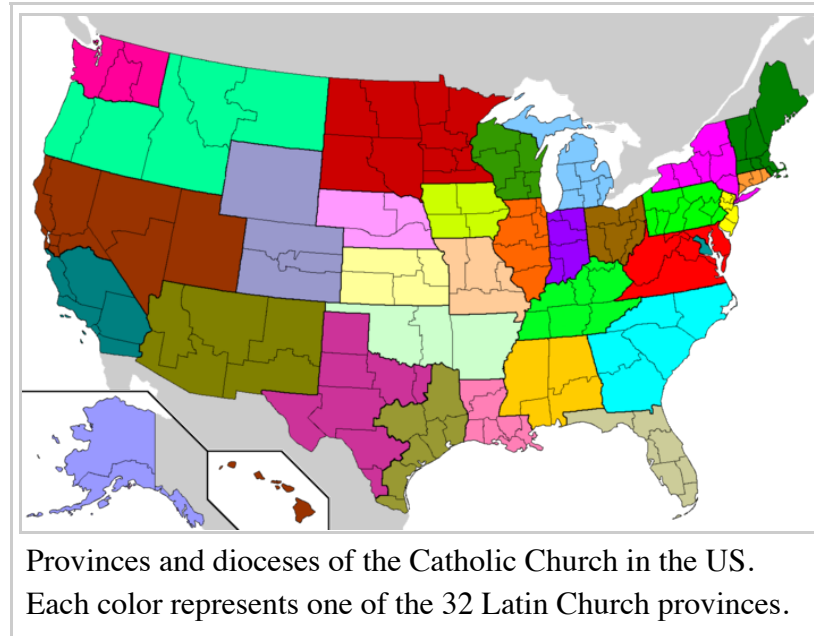 Provinces and dioceses of the Catholic Church in the US.
Each color represents one of the 32 Latin Church provinces.